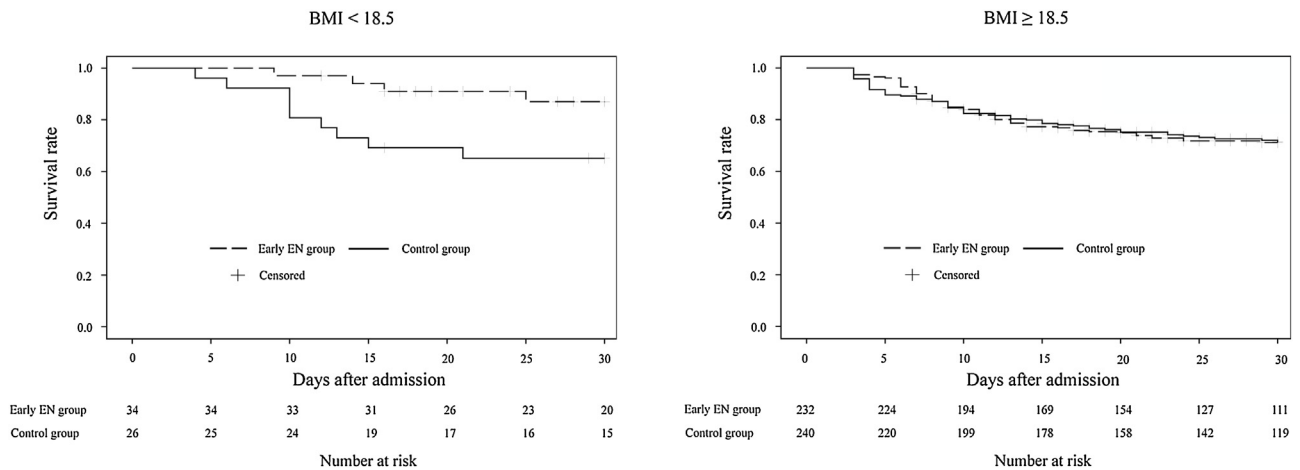 BMI < 18.5
1.0
0.8
0.6
0.4
0.2
0.0
Survival rate
Early EN group
Control group
Censored
0 5 10 15 20 25 30
Days after admission
Early EN group 34 34 33 31 26 23 20
Control group 26 25 24 19 17 16 15
Number at risk
BMI ≥ 18.5
1.0
0.8
0.6
0.4
0.2
0.0
Survival rate
Early EN group
Control group
Censored
0 5 10 15 20 25 30
Days after admission
Early EN group 232 224 194 169 154 127 111
Control group 240 220 199 178 158 142 119
Number at risk